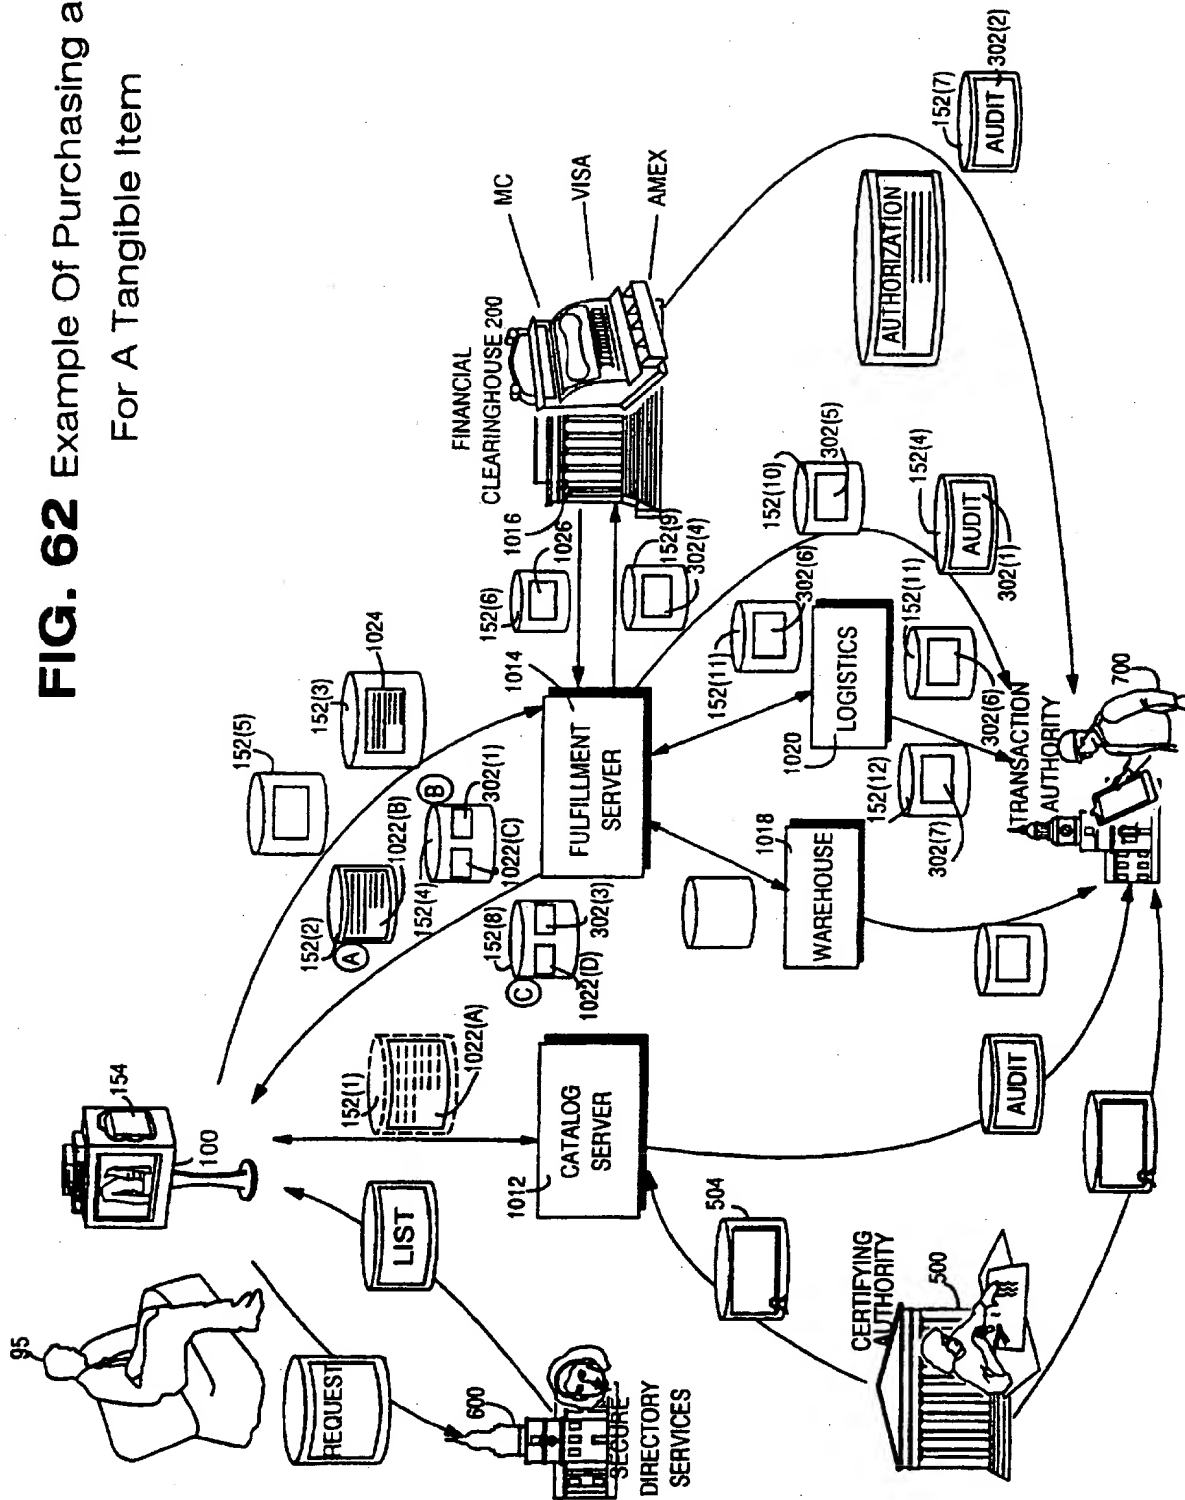 FIG. 62 Example Of Purchasing a
For A Tangible Item
95
154
100
REQUEST
LIST
600
SECURE
DIRECTORY
SERVICES
152(1)
1022(A)
CATALOG
SERVER
1012
504
CERTIFYING
AUTHORITY
500
AUDIT
152(5)
152(3)
1024
152(2)
A
1022(B)
152(4)
B
302(1)
1022(C)
152(8)
C
302(3)
1022(D)
FULFILLMENT
SERVER
1014
152(6)
1026
1016
152(9)
302(4)
FINANCIAL
CLEARINGHOUSE 200
MC
VISA
AMEX
WAREHOUSE
1018
LOGISTICS
1020
152(11)
302(6)
152(10)
302(5)
152(4)
AUDIT
302(1)
152(11)
302(6)
152(12)
302(7)
TRANSACTION
AUTHORITY
700
AUTHORIZATION
152(7)
AUDIT
302(2)